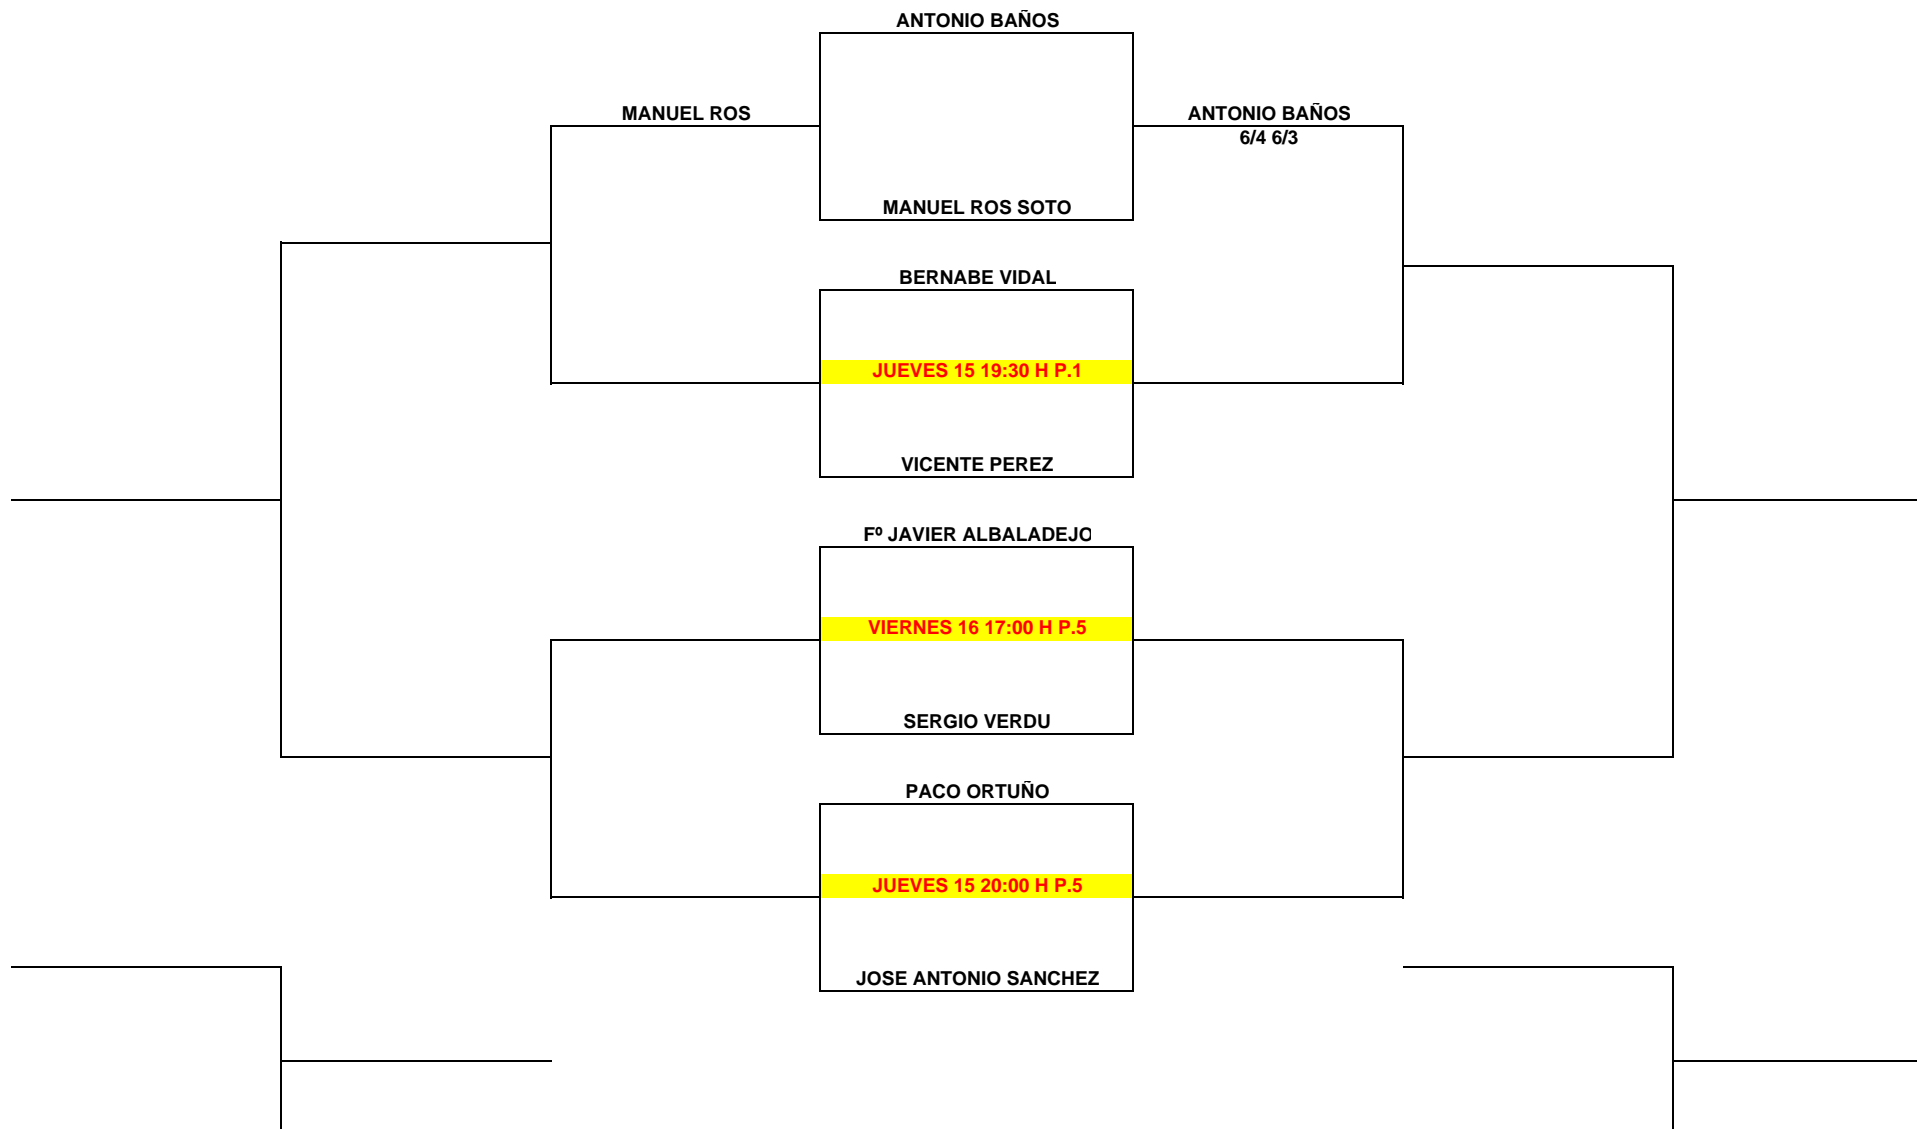 ANTONIO BAÑOS
MANUEL ROS
ANTONIO BAÑOS
6/4 6/3
MANUEL ROS SOTO
BERNABE VIDAL
JUEVES 15 19:30 H P.1
VICENTE PEREZ
Fº JAVIER ALBALADEJO
VIERNES 16 17:00 H P.5
SERGIO VERDU
PACO ORTUÑO
JUEVES 15 20:00 H P.5
JOSE ANTONIO SANCHEZ